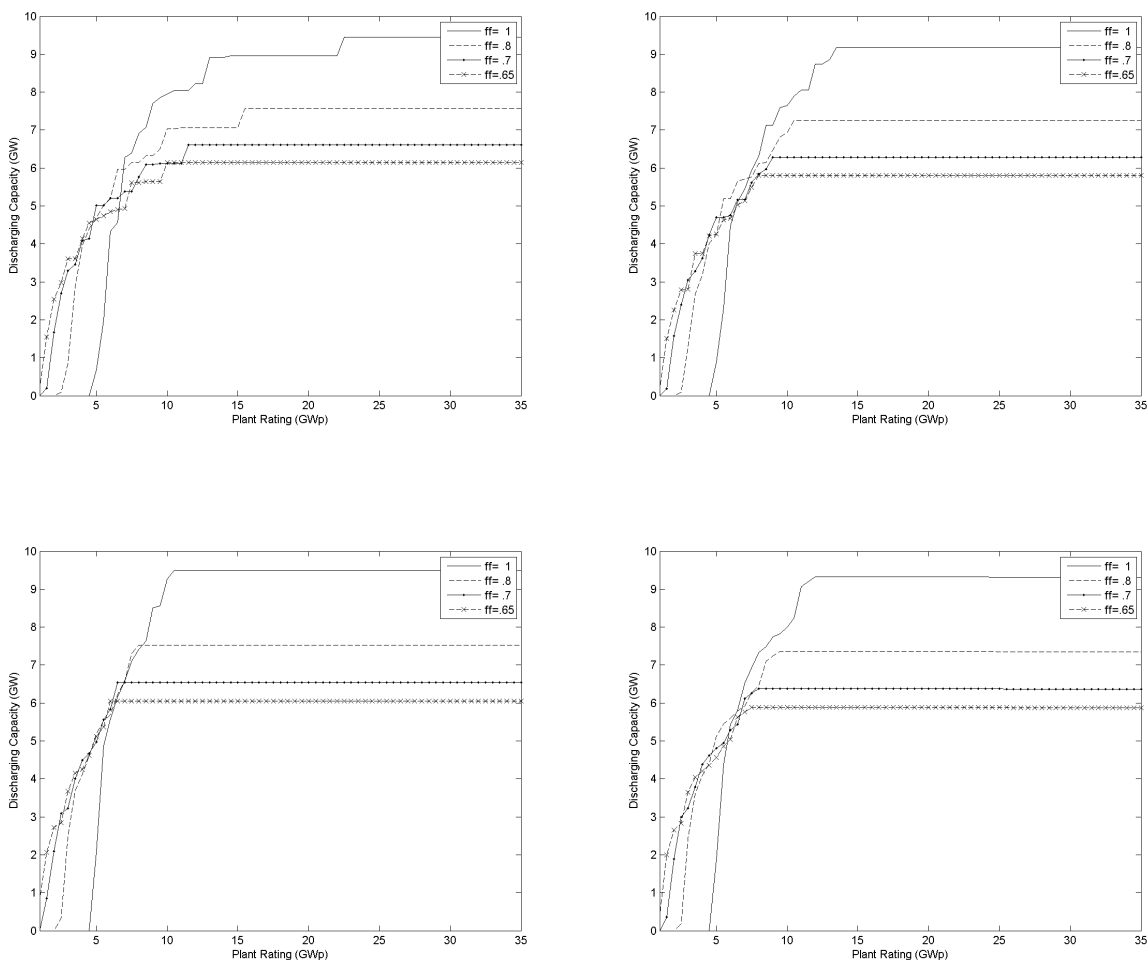 10
9
8
7
6
5
4
3
2
1
0
Discharging Capacity (GW)
5 10 15 20 25 30 35
Plant Rating (GWp)
ff= 1
ff= .8
ff= .7
ff=.65
10
9
8
7
6
5
4
3
2
1
0
Discharging Capacity (GW)
5 10 15 20 25 30 35
Plant Rating (GWp)
ff= 1
ff= .8
ff= .7
ff=.65
10
9
8
7
6
5
4
3
2
1
0
Discharging Capacity (GW)
5 10 15 20 25 30 35
Plant Rating (GWp)
ff= 1
ff= .8
ff= .7
ff=.65
10
9
8
7
6
5
4
3
2
1
0
Discharging Capacity (GW)
5 10 15 20 25 30 35
Plant Rating (GWp)
ff= 1
ff= .8
ff= .7
ff=.65